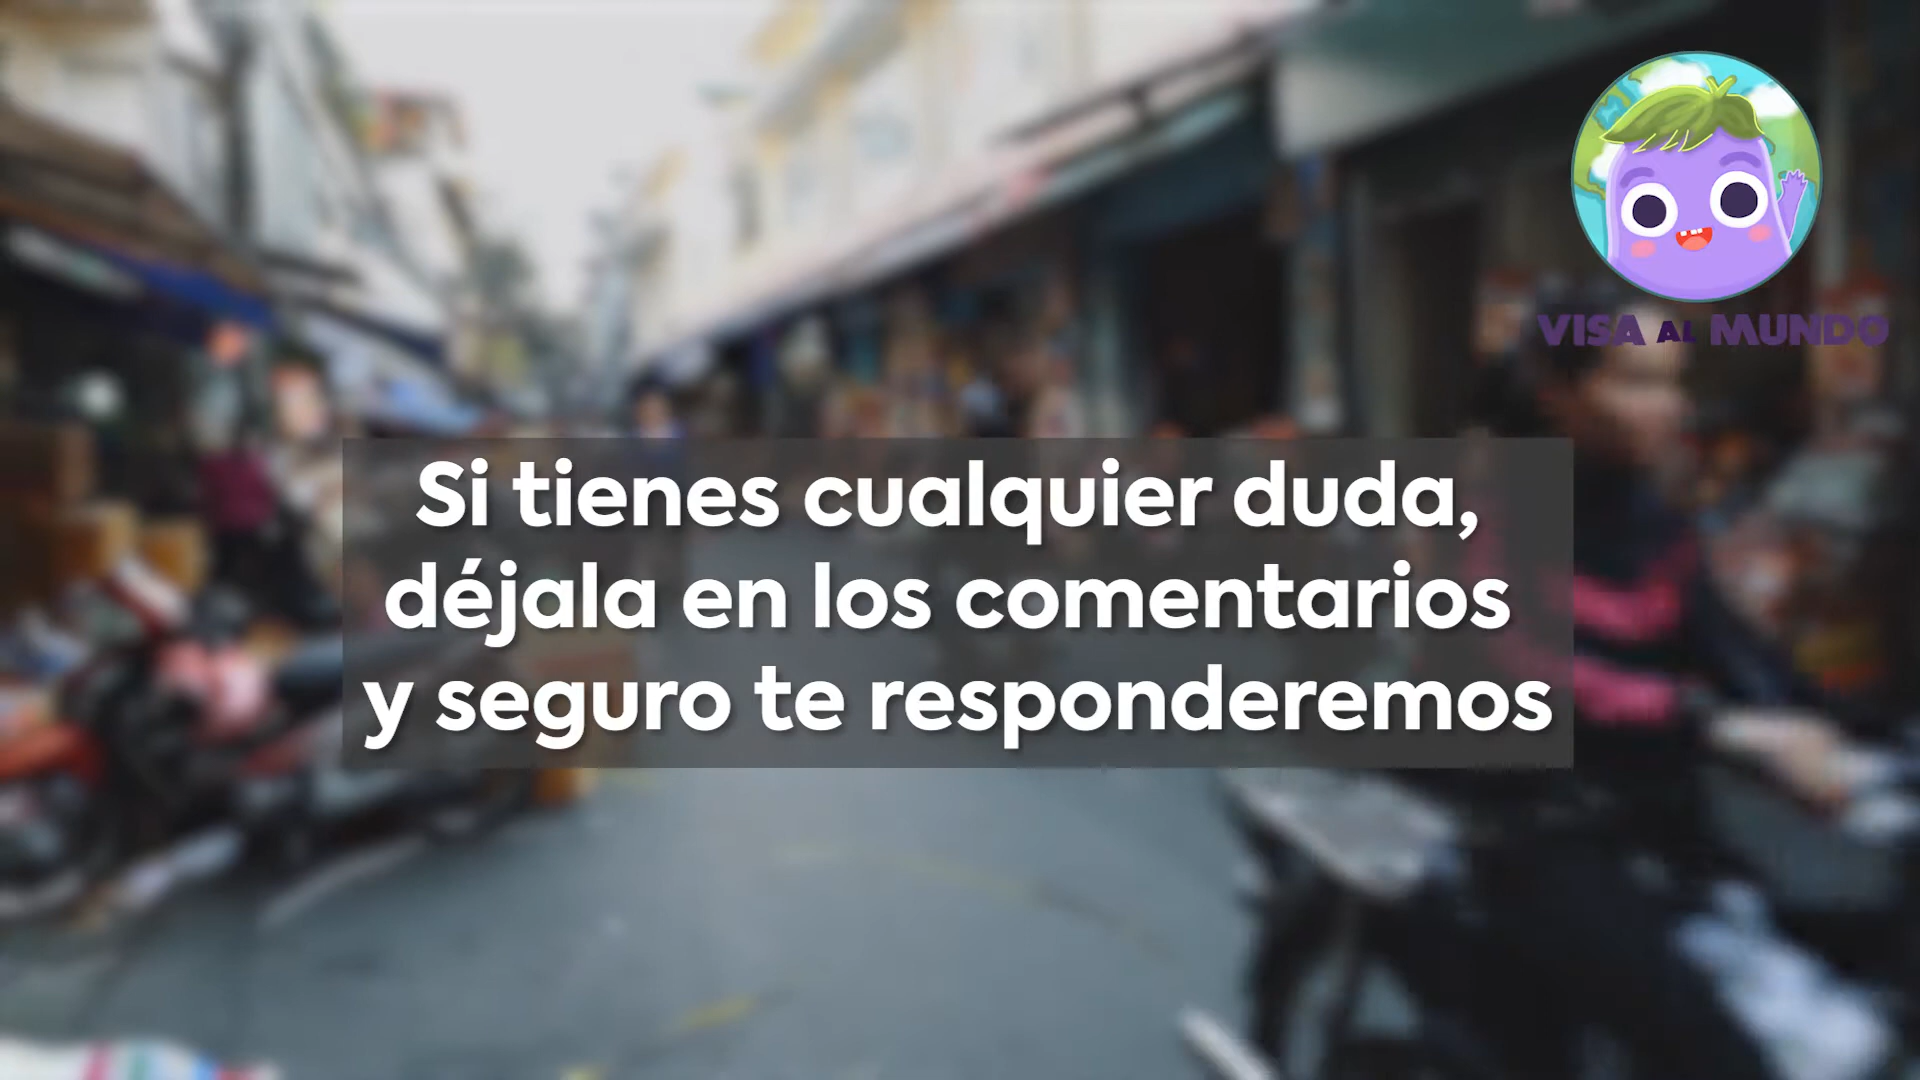 VISA AL MUNDO
Si tienes cualquier duda,
déjala en los comentarios
y seguro te responderemos